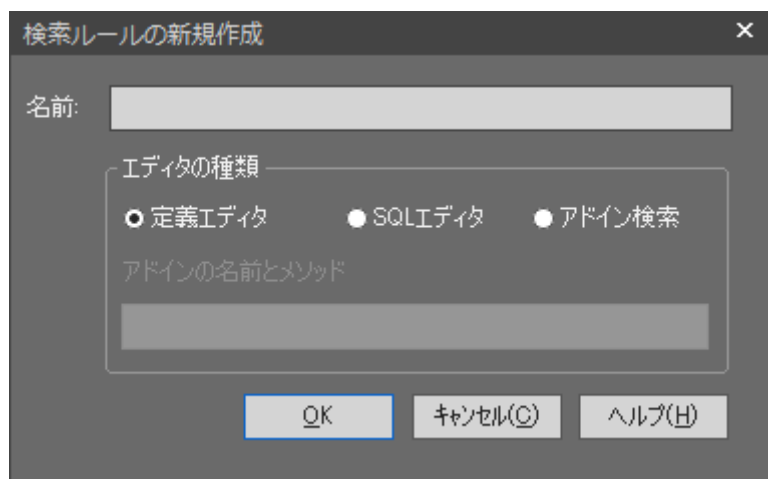 検索ルールの新規作成
名前:
エディタの種類
定義エディタ SQLエディタ アドイン検索
アドインの名前とメソッド
OK キャンセル(C) ヘルプ(H)